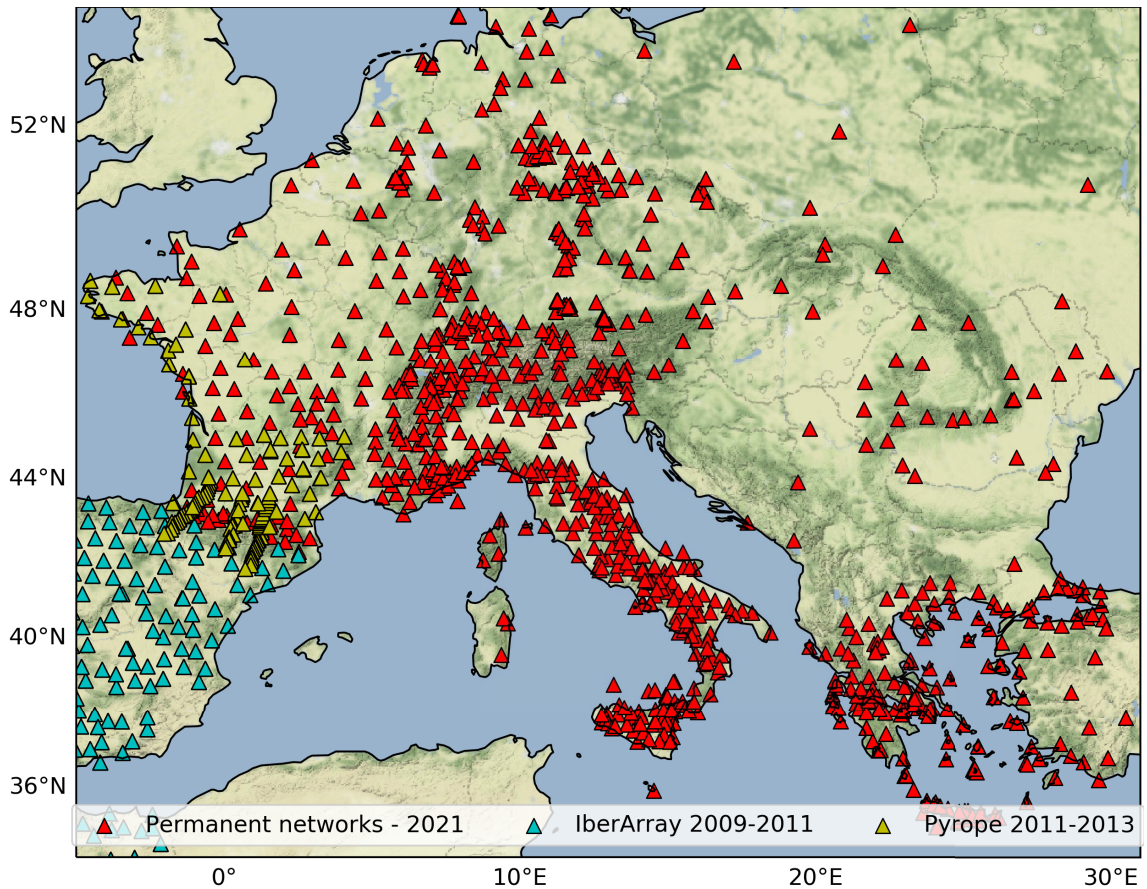 52°N
48°N
44°N
40°N
36°N
Permanent networks - 2021 IberArray 2009-2011 Pyrope 2011-2013
0° 10°E 20°E 30°E